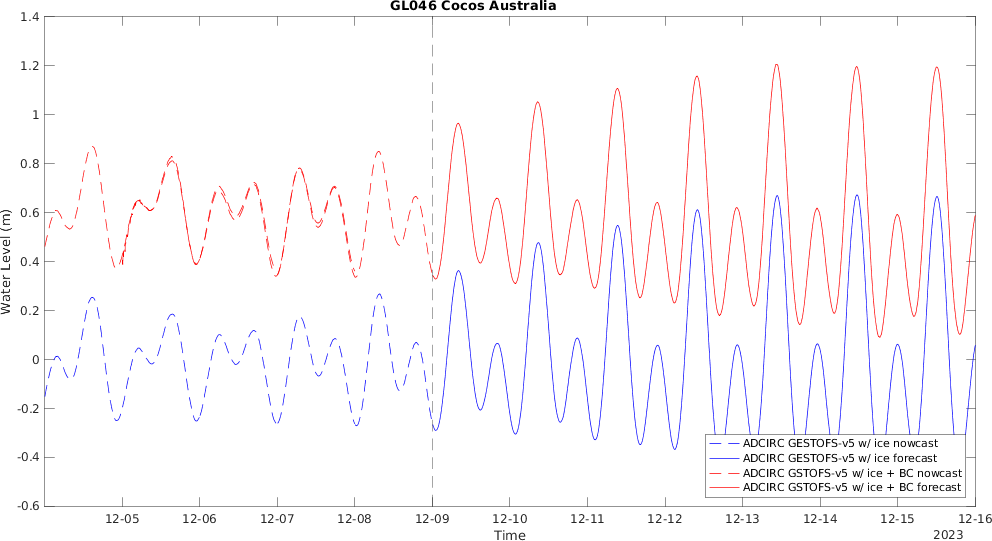 GL046 Cocos Australia
1.4
1.2
1
0.8
0.6
0.4
0.2
0
-0.2
-0.4
-0.6
Water Level (m)
ADCIRC GESTOFS-v5 w/ ice nowcast
ADCIRC GESTOFS-v5 w/ ice forecast
ADCIRC GSTOFS-v5 w/ ice + BC nowcast
ADCIRC GSTOFS-v5 w/ ice + BC forecast
12-05 12-06 12-07 12-08 12-09 12-10 12-11 12-12 12-13 12-14 12-15 12-16
Time
2023